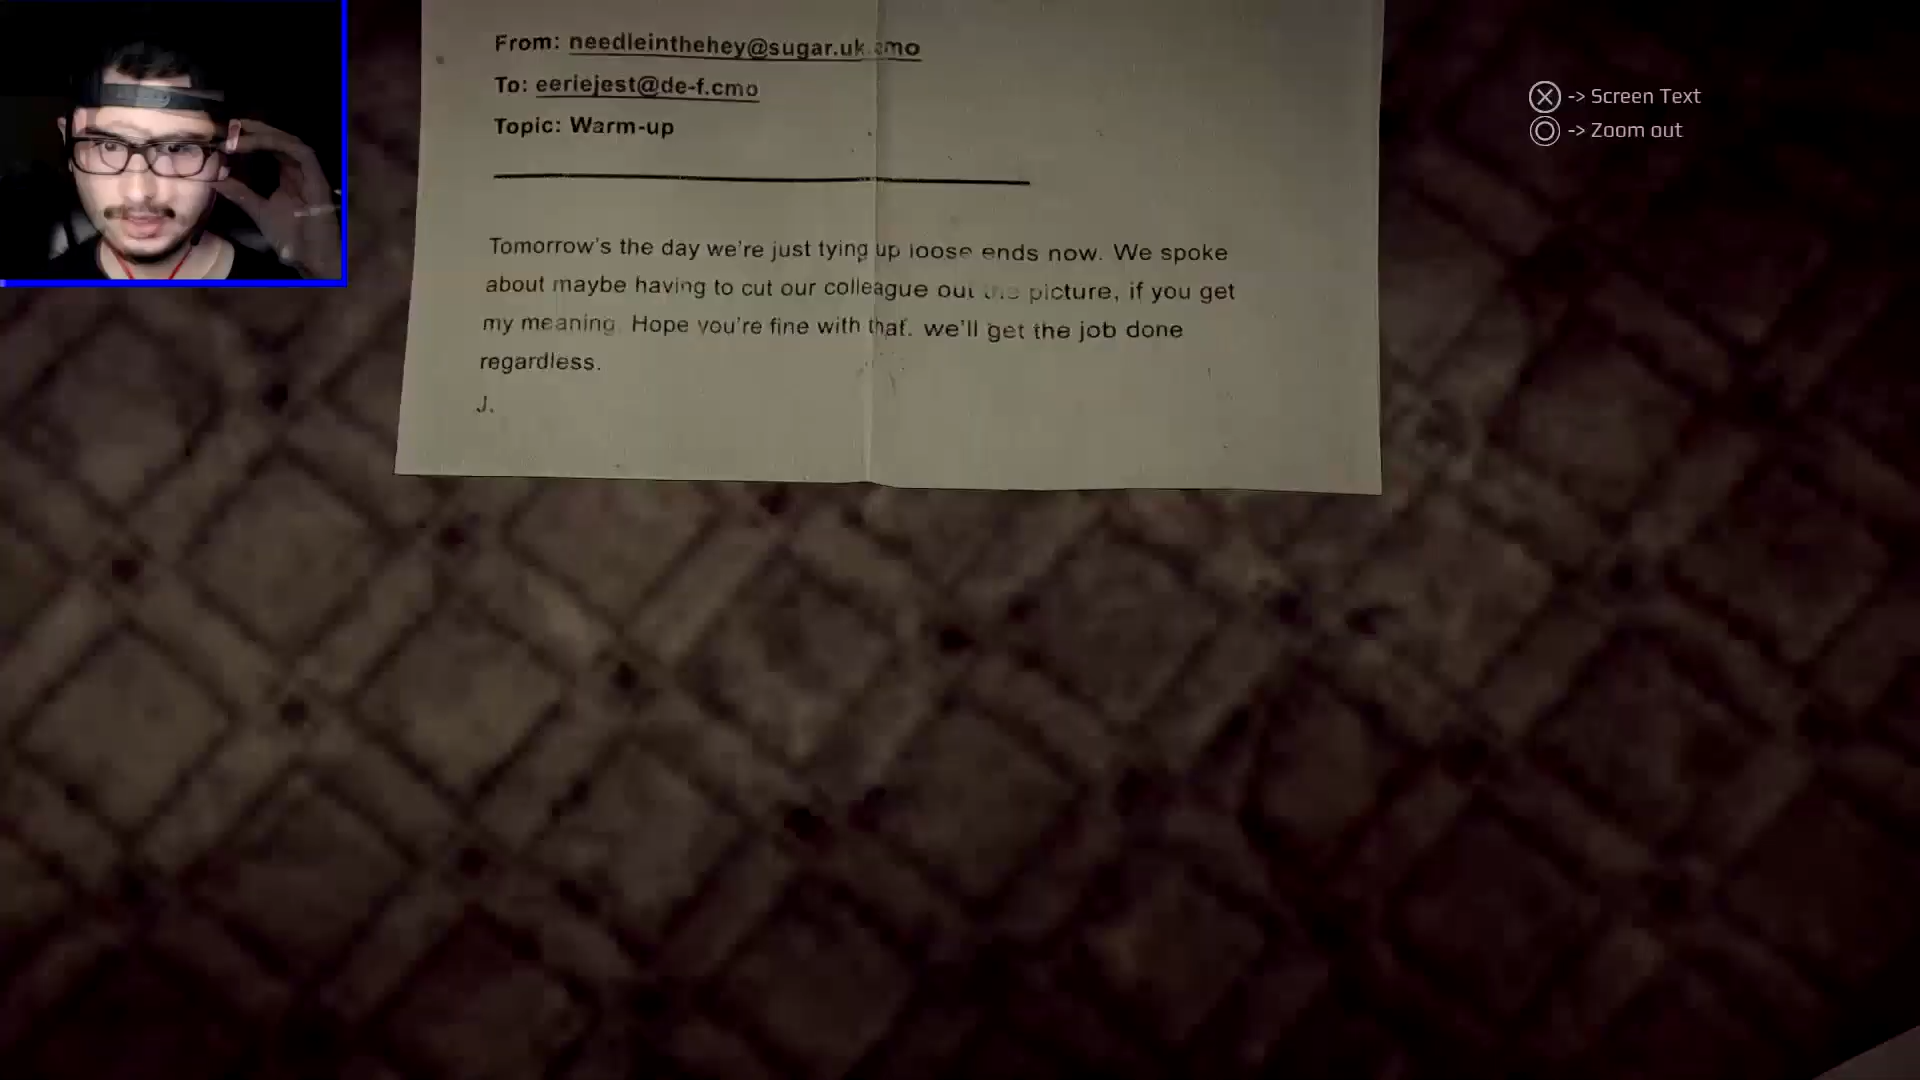 From: needleinthehey@sugar.uk.cmo
To: eeriejest@de-f.cmo
Topic: Warm-up
Tomorrow's the day we're just tying up loose ends now. We spoke
about maybe having to cut our colleague out the picture, if you get
my meaning. Hope you're fine with that. we'll get the job done
regardless.
J.
-> Screen Text
-> Zoom out